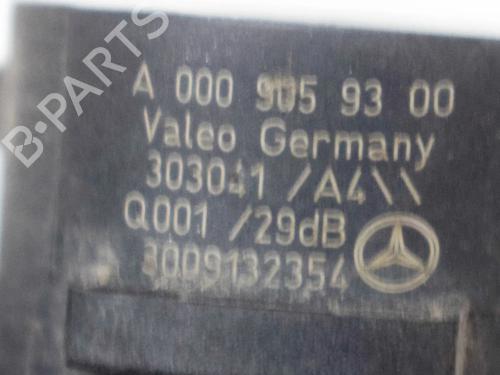 B-PARTS
A 000 905 93 00
Valeo Germany
303041 /A4\\
Q001 /29dB
3009132354